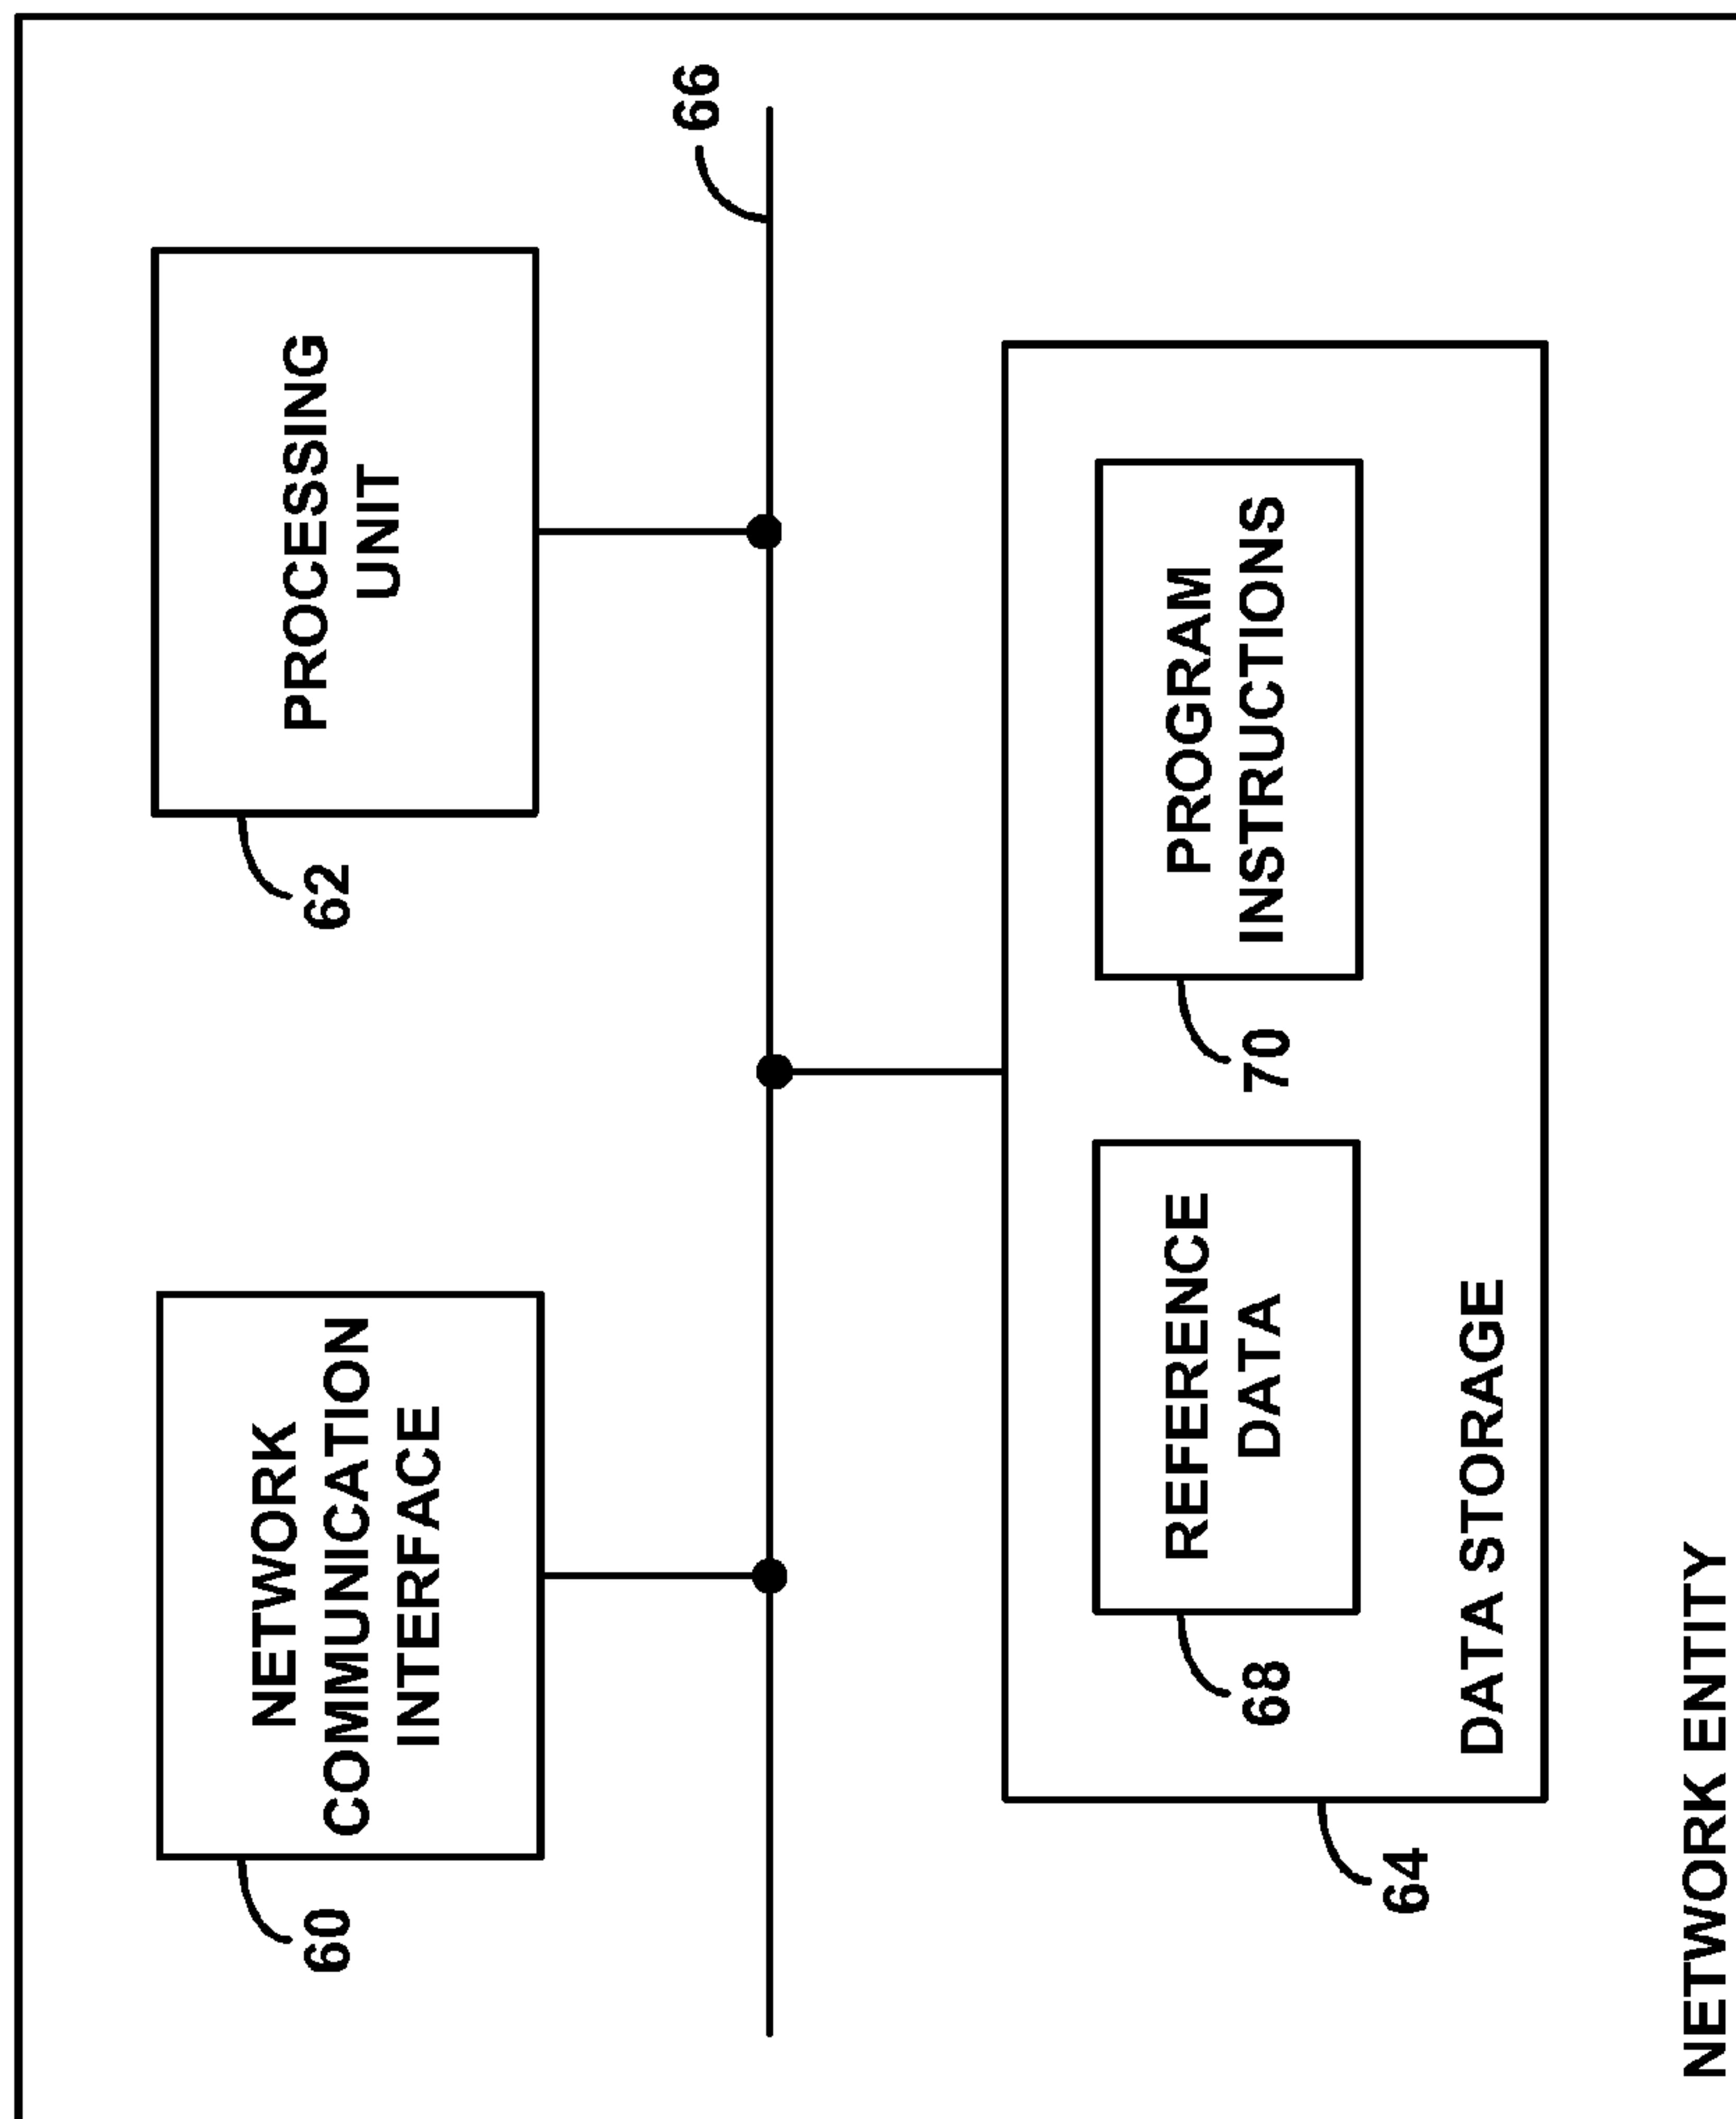 NETWORK
COMMUNICATION
INTERFACE
60
PROCESSING
UNIT
62
66
REFERENCE
DATA
68
PROGRAM
INSTRUCTIONS
70
DATA STORAGE
64
NETWORK ENTITY